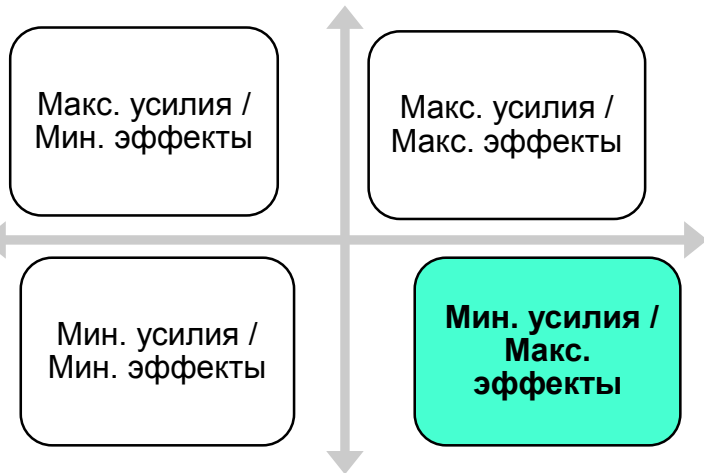 Макс. усилия /
Мин. эффекты
Макс. усилия /
Макс. эффекты
Мин. усилия /
Мин. эффекты
Мин. усилия /
Макс.
эффекты